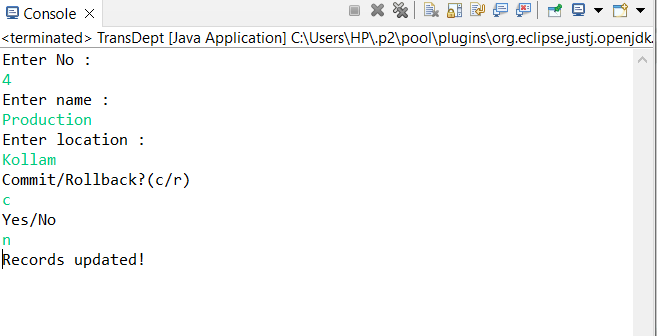 Console
<terminated> TransDept [Java Application] C:\Users\HP\.p2\pool\plugins\org.eclipse.justj.openjdk.
Enter No :
4
Enter name :
Production
Enter location :
Kollam
Commit/Rollback?(c/r)
c
Yes/No
n
Records updated!